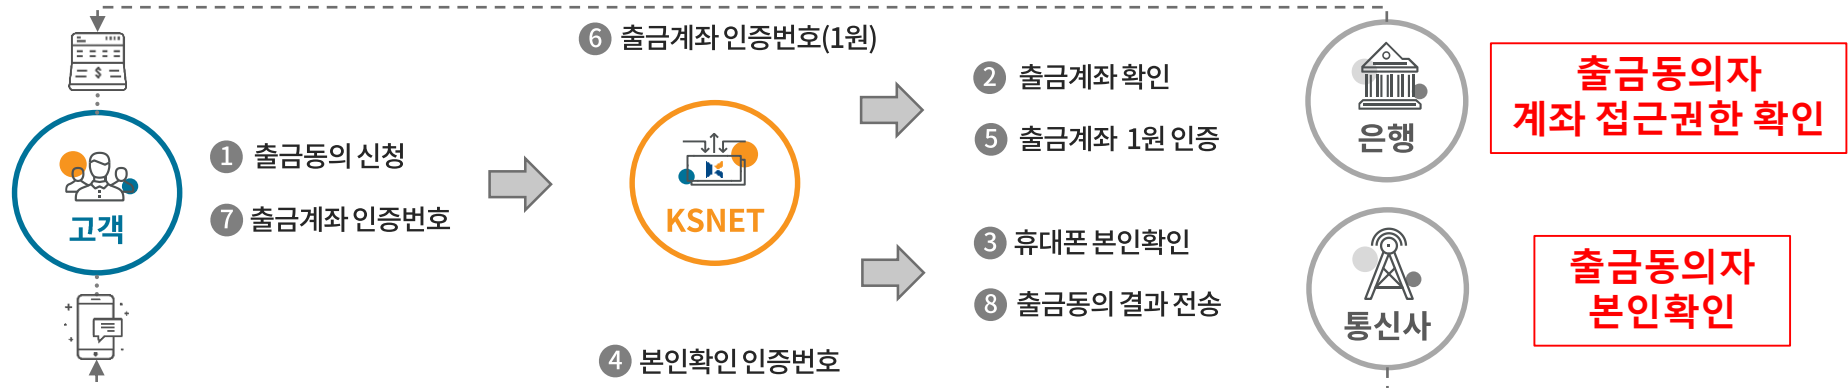 6 출금계좌 인증번호(1원)
고객
1 출금동의 신청
7 출금계좌 인증번호
KSNET
2 출금계좌 확인
5 출금계좌 1원 인증
은행
출금동의자
계좌 접근권한 확인
3 휴대폰 본인확인
8 출금동의 결과 전송
통신사
출금동의자
본인확인
4 본인확인 인증번호